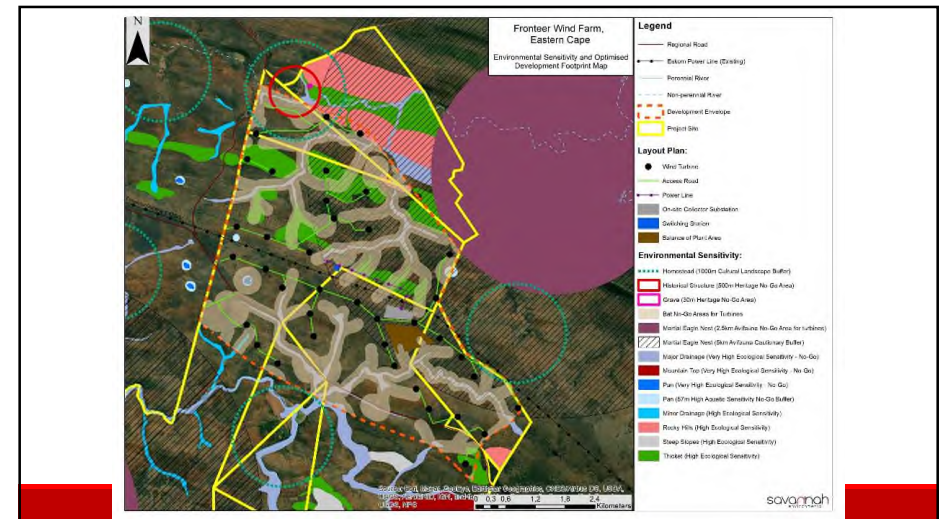 N
Fronteer Wind Farm,
Eastern Cape
Environmental Sensitivity and Optimised
Development Footprint Map
Legend
Regional Road
Eskom Power Line (Existing)
Perennial River
Non-perennial River
Development Envelope
Project Site
Layout Plan:
Wind Turbine
Access Road
Power Line
On-site Collector Substation
Switching Station
Balance of Plant Area
Environmental Sensitivity:
Homestead (1000m Cultural Landscape Buffer)
Historical Structure (500m Heritage No-Go Area)
Grave (30m Heritage No-Go Area)
Bat No-Go Areas for Turbines
Martial Eagle Nest (2.5km Avifauna No-Go Area for turbines)
Martial Eagle Nest (5km Avifauna Cautionary Buffer)
Major Drainage (Very High Ecological Sensitivity - No-Go)
Mountain Top (Very High Ecological Sensitivity - No-Go)
Pan (Very High Ecological Sensitivity - No-Go)
Pan (57m High Aquatic Sensitivity No-Go Buffer)
Minor Drainage (High Ecological Sensitivity)
Rocky Hills (High Ecological Sensitivity)
Steep Slopes (High Ecological Sensitivity)
Thicket (High Ecological Sensitivity)
0 0,3 0,6 1,2 1,8 2,4
Kilometers
savannah
environmental